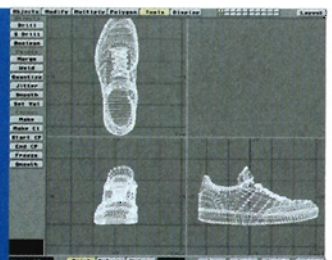 Objects Modify Multiply Polygon Tools Display Layout
Drill
S Drill
Boolean
Merge
Weld
Quantize
Jitter
Smooth
Set Val
Make
Make Cl
Start CP
End CP
Freeze
Smooth